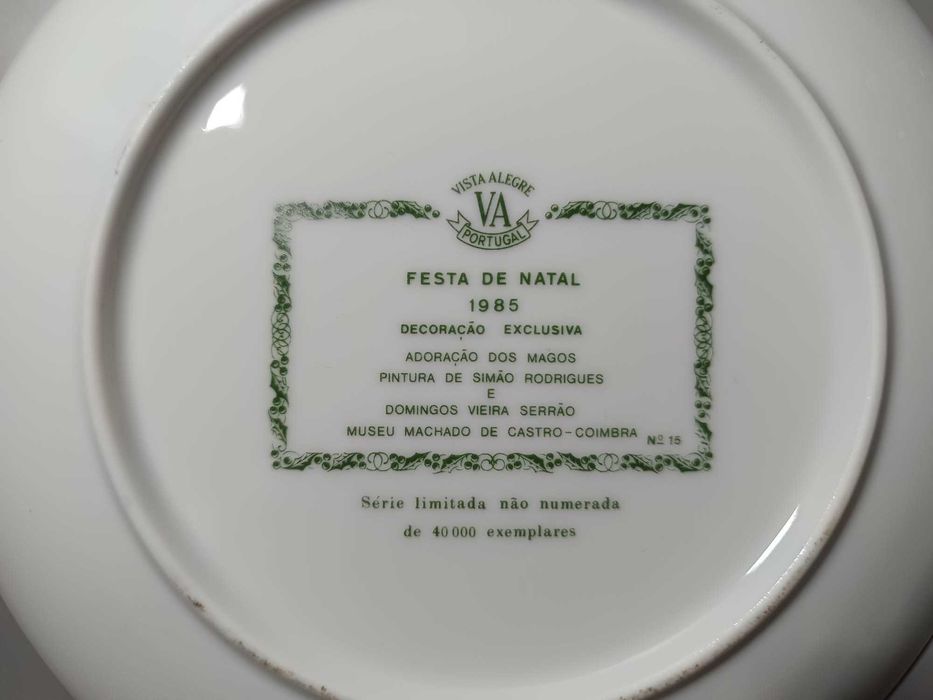 VISTA ALEGRE
VA
PORTUGAL
FESTA DE NATAL
1985
DECORAÇÃO EXCLUSIVA
ADORAÇÃO DOS MAGOS
PINTURA DE SIMÃO RODRIGUES
E
DOMINGOS VIEIRA SERRÃO
MUSEU MACHADO DE CASTRO-COIMBRA
Nº 15
Série limitada não numerada
de 40000 exemplares